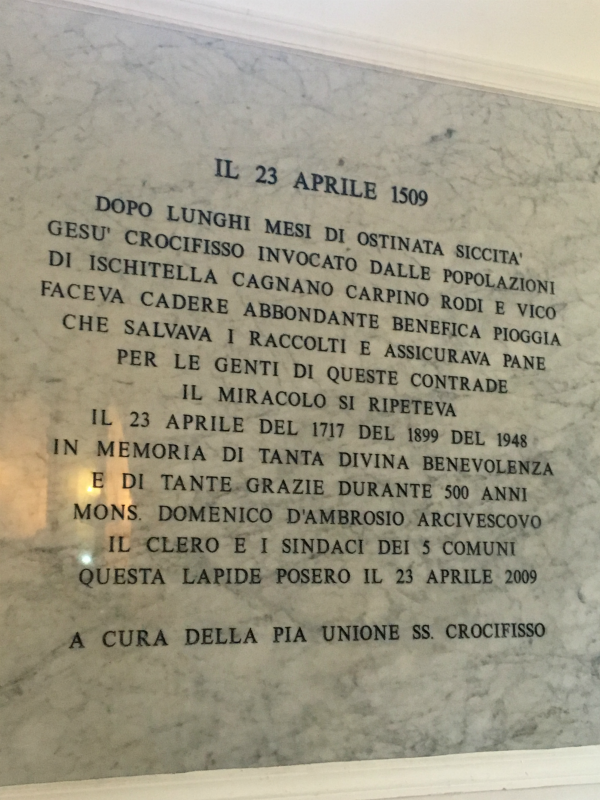 IL 23 APRILE 1509
DOPO LUNGHI MESI DI OSTINATA SICCITA'
GESU' CROCIFISSO INVOCATO DALLE POPOLAZIONI
DI ISCHITELLA CAGNANO CARPINO RODI E VICO
FACEVA CADERE ABBONDANTE BENEFICA PIOGGIA
CHE SALVAVA I RACCOLTI E ASSICURAVA PANE
PER LE GENTI DI QUESTE CONTRADE
IL MIRACOLO SI RIPETEVA
IL 23 APRILE DEL 1717 DEL 1899 DEL 1948
IN MEMORIA DI TANTA DIVINA BENEVOLENZA
E DI TANTE GRAZIE DURANTE 500 ANNI
MONS. DOMENICO D'AMBROSIO ARCIVESCOVO
IL CLERO E I SINDACI DEI 5 COMUNI
QUESTA LAPIDE POSERO IL 23 APRILE 2009
A CURA DELLA PIA UNIONE SS. CROCIFISSO